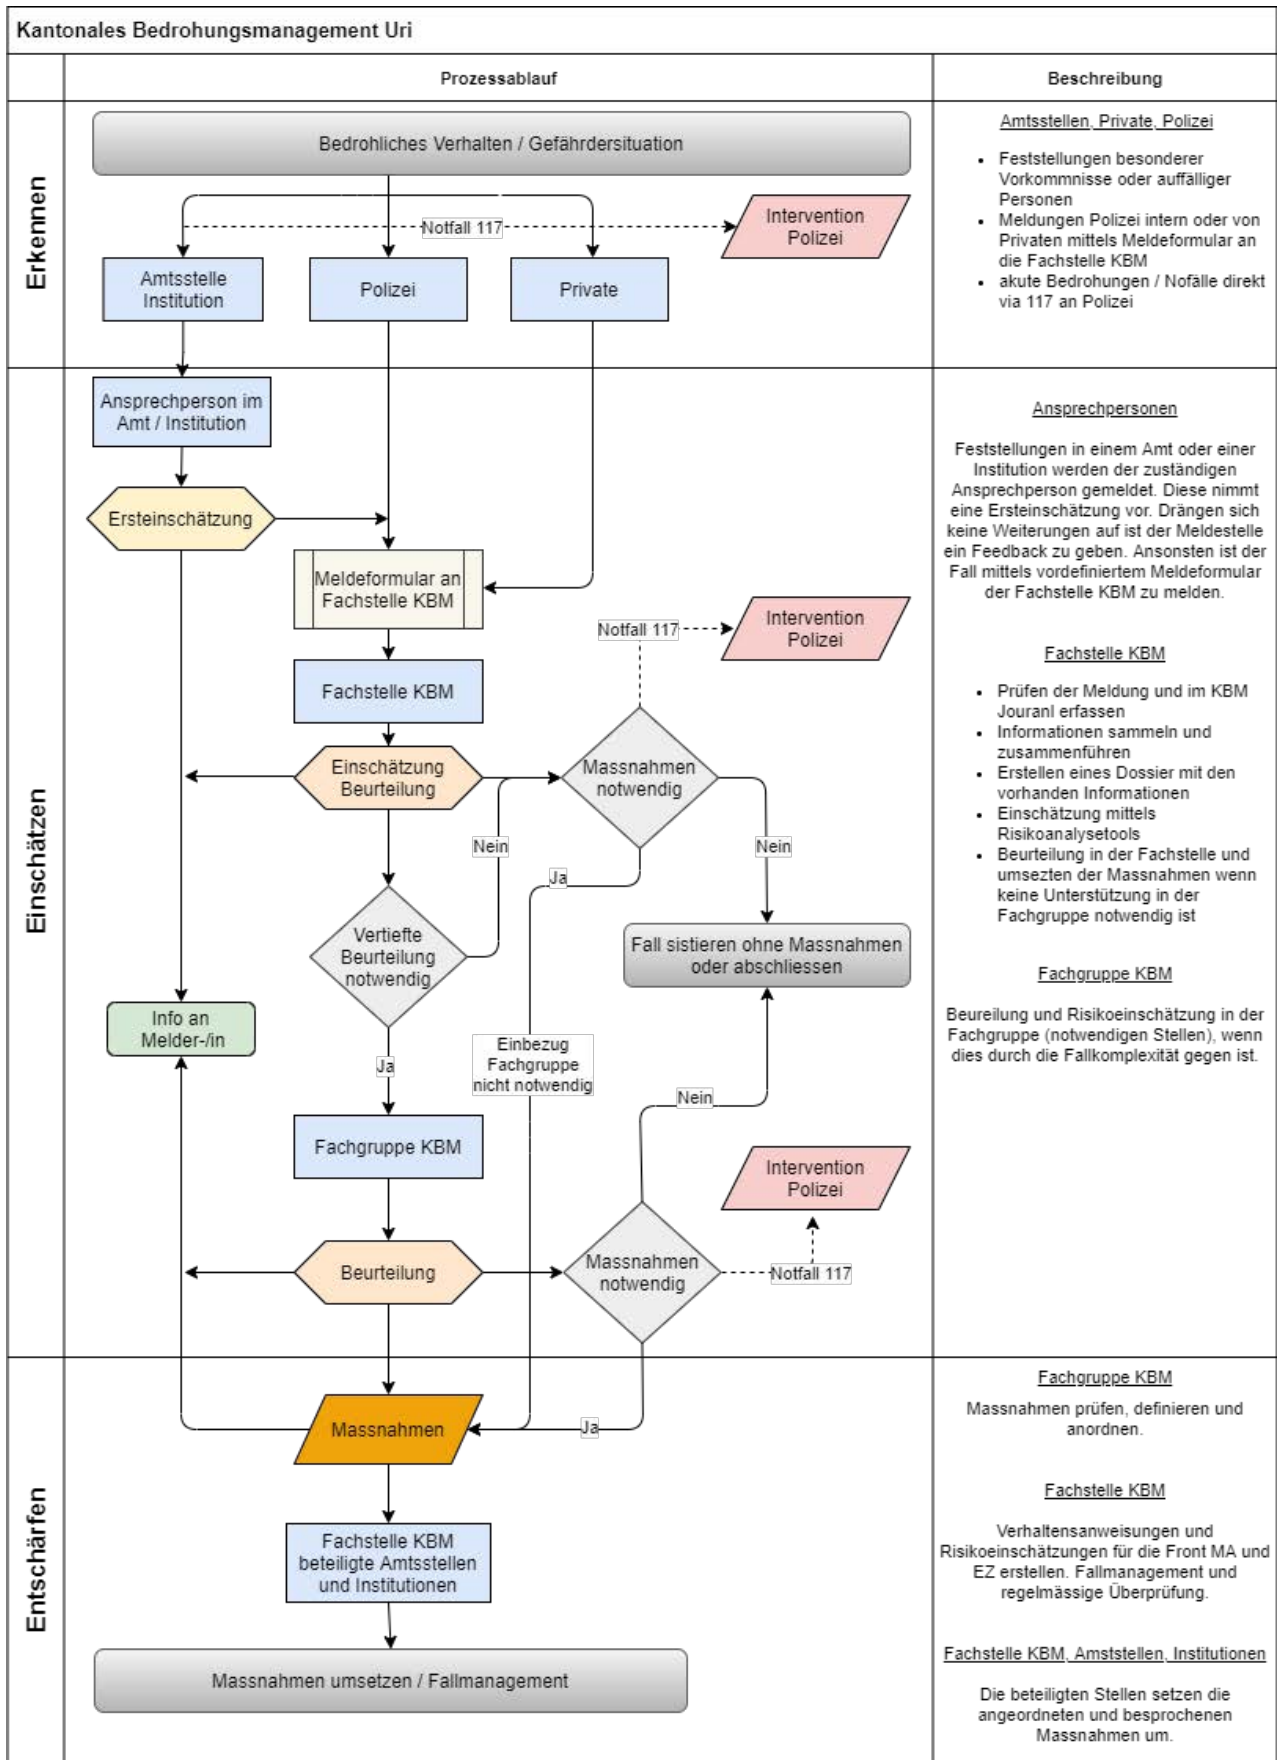 Kantonales Bedrohungsmanagement Uri
Prozessablauf
Beschreibung
Erkennen
Bedrohliches Verhalten / Gefährdersituation
Notfall 117
Intervention
Polizei
Amtsstelle
Institution
Polizei
Private
Amtsstellen, Private, Polizei
• Feststellungen besonderer
Vorkommnisse oder auffälliger
Personen
• Meldungen Polizei intern oder von
Privaten mittels Meldeformular an
die Fachstelle KBM
• akute Bedrohungen / Nofälle direkt
via 117 an Polizei
Einschätzen
Ansprechperson im
Amt / Institution
Ersteinschätzung
Meldeformular an
Fachstelle KBM
Notfall 117
Intervention
Polizei
Fachstelle KBM
Einschätzung
Beurteilung
Massnahmen
notwendig
Nein
Nein
Ja
Vertiefte
Beurteilung
notwendig
Fall sistieren ohne Massnahmen
oder abschliessen
Info an
Melder-/in
Einbezug
Fachgruppe
nicht notwendig
Ja
Nein
Fachgruppe KBM
Intervention
Polizei
Beurteilung
Massnahmen
notwendig
Notfall 117
Ansprechpersonen
Feststellungen in einem Amt oder einer
Institution werden der zuständigen
Ansprechperson gemeldet. Diese nimmt
eine Ersteinschätzung vor. Drängen sich
keine Weiterungen auf ist der Meldestelle
ein Feedback zu geben. Ansonsten ist der
Fall mittels vordefiniertem Meldeformular
der Fachstelle KBM zu melden.
Fachstelle KBM
• Prüfen der Meldung und im KBM
Jouranl erfassen
• Informationen sammeln und
zusammenführen
• Erstellen eines Dossier mit den
vorhanden Informationen
• Einschätzung mittels
Risikoanalysetools
• Beurteilung in der Fachstelle und
umsezten der Massnahmen wenn
keine Unterstützung in der
Fachgruppe notwendig ist
Fachgruppe KBM
Beureilung und Risikoeinschätzung in der
Fachgruppe (notwendigen Stellen), wenn
dies durch die Fallkomplexität gegen ist.
Entschärfen
Massnahmen
Ja
Fachstelle KBM
beteiligte Amtsstellen
und Institutionen
Massnahmen umsetzen / Fallmanagement
Fachgruppe KBM
Massnahmen prüfen, definieren und
anordnen.
Fachstelle KBM
Verhaltensanweisungen und
Risikoeinschätzungen für die Front MA und
EZ erstellen. Fallmanagement und
regelmässige Überprüfung.
Fachstelle KBM, Amststellen, Institutionen
Die beteiligten Stellen setzen die
angeordneten und besprochenen
Massnahmen um.